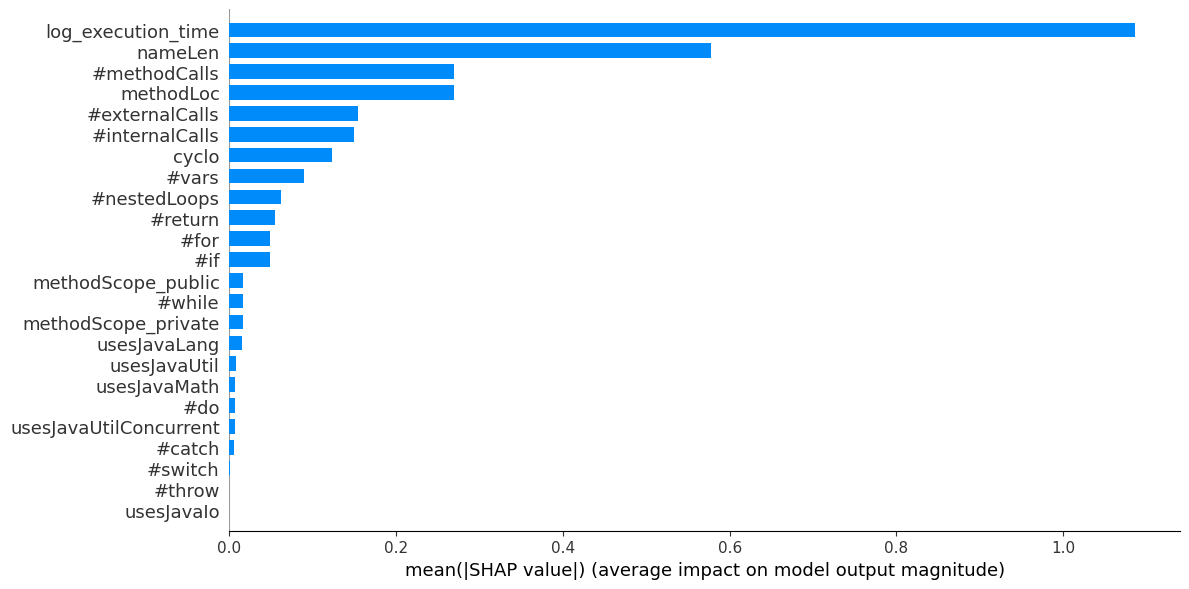 log_execution_time
nameLen
#methodCalls
methodLoc
#externalCalls
#internalCalls
cyclo
#vars
#nestedLoops
#return
#for
#if
methodScope_public
#while
methodScope_private
usesJavaLang
usesJavaUtil
usesJavaMath
#do
usesJavaUtilConcurrent
#catch
#switch
#throw
usesJavaIo
0.0 0.2 0.4 0.6 0.8 1.0
mean(|SHAP value|) (average impact on model output magnitude)